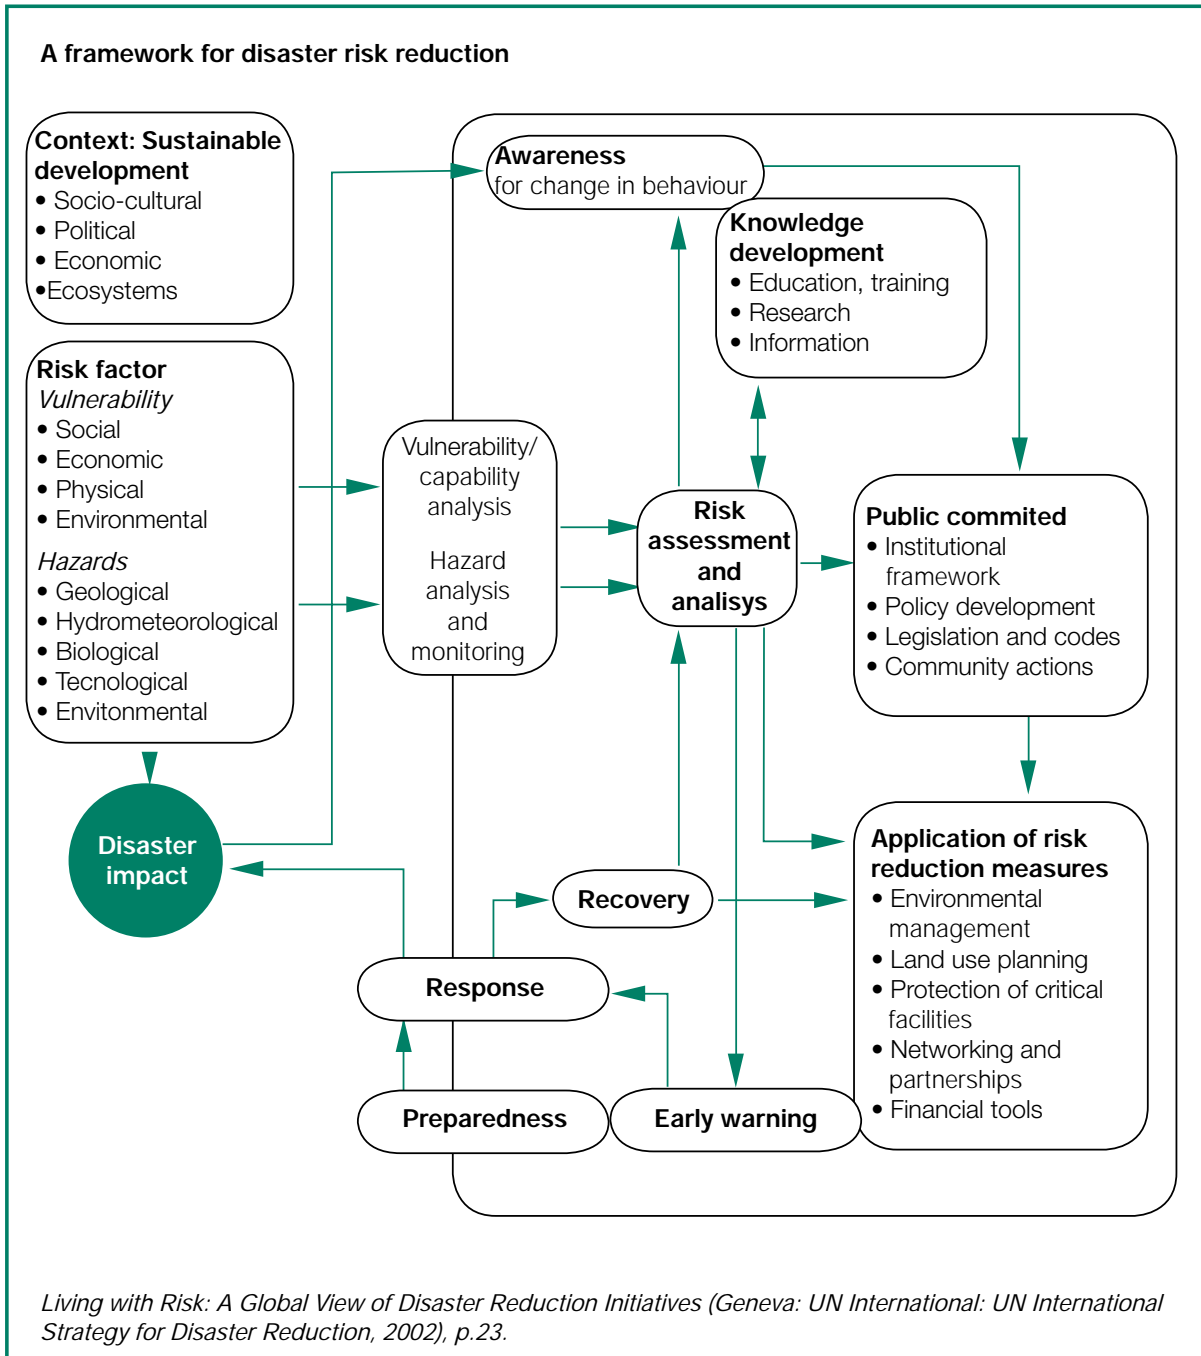 A framework for disaster risk reduction
Context: Sustainable
development
• Socio-cultural
• Political
• Economic
•Ecosystems
Risk factor
Vulnerability
• Social
• Economic
• Physical
• Environmental
Hazards
• Geological
• Hydrometeorological
• Biological
• Tecnological
• Envitonmental
Disaster
impact
Awareness
for change in behaviour
Knowledge
development
• Education, training
• Research
• Information
Vulnerability/
capability
analysis
Hazard
analysis
and
monitoring
Risk
assessment
and
analisys
Public commited
• Institutional
framework
• Policy development
• Legislation and codes
• Community actions
Application of risk
reduction measures
• Environmental
management
• Land use planning
• Protection of critical
facilities
• Networking and
partnerships
• Financial tools
Recovery
Response
Preparedness
Early warning
Living with Risk: A Global View of Disaster Reduction Initiatives (Geneva: UN International: UN International
Strategy for Disaster Reduction, 2002), p.23.